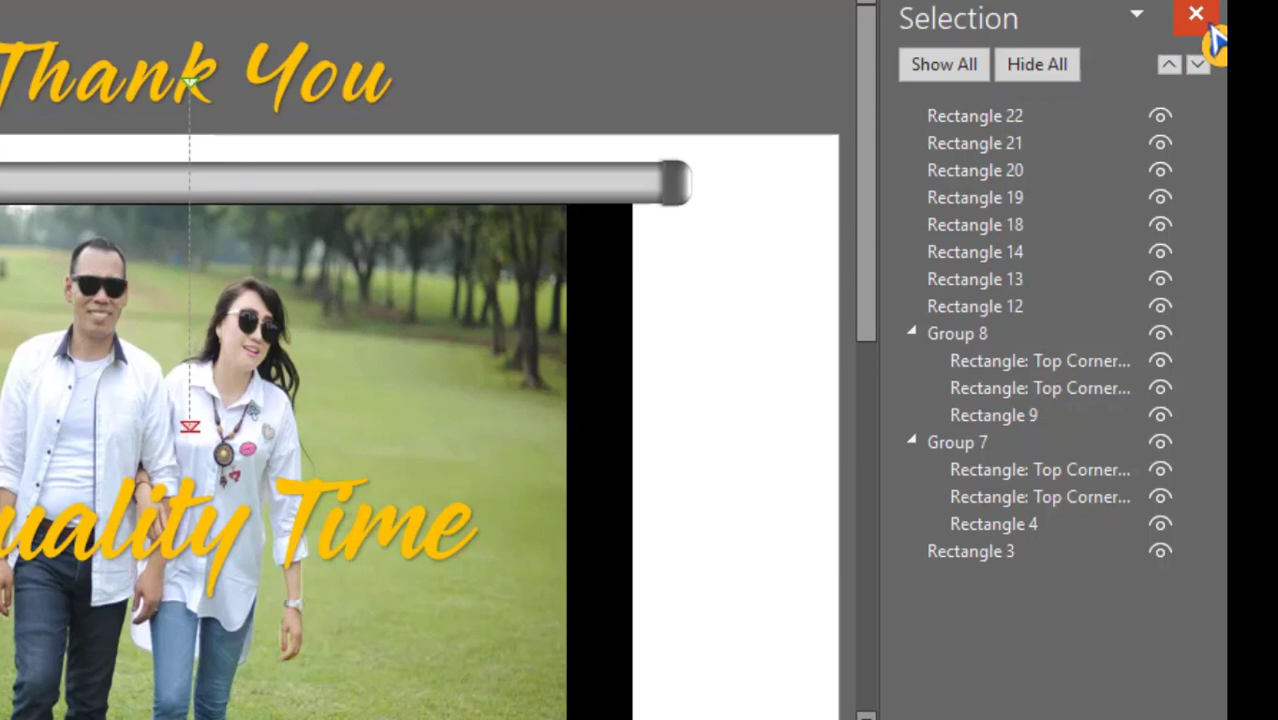 Selection
Thank You
Show All
Hide All
Rectangle 22
Rectangle 21
Rectangle 20
Rectangle 19
Rectangle 18
Rectangle 14
Rectangle 13
Rectangle 12
Group 8
Rectangle: Top Corner...
Rectangle: Top Corner...
Rectangle 9
Group 7
Rectangle: Top Corner...
Rectangle: Top Corner...
Rectangle 4
Rectangle 3
uality Time